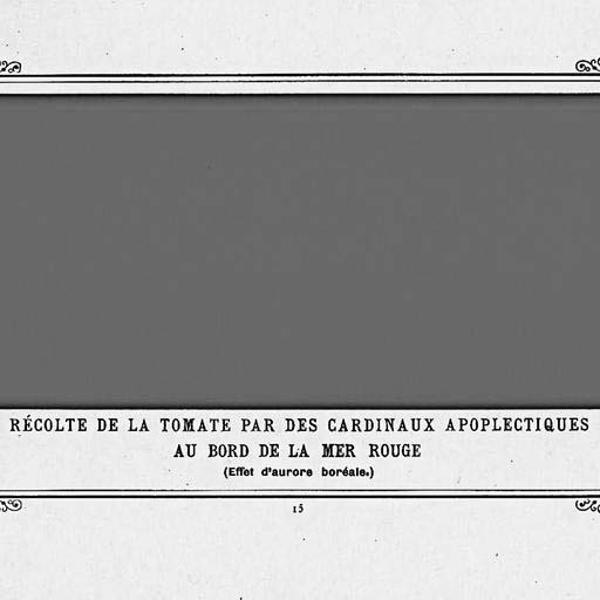 RÉCOLTE DE LA TOMATE PAR DES CARDINAUX APOPLECTIQUES
AU BORD DE LA MER ROUGE
(Effet d'aurore boréale.)
15